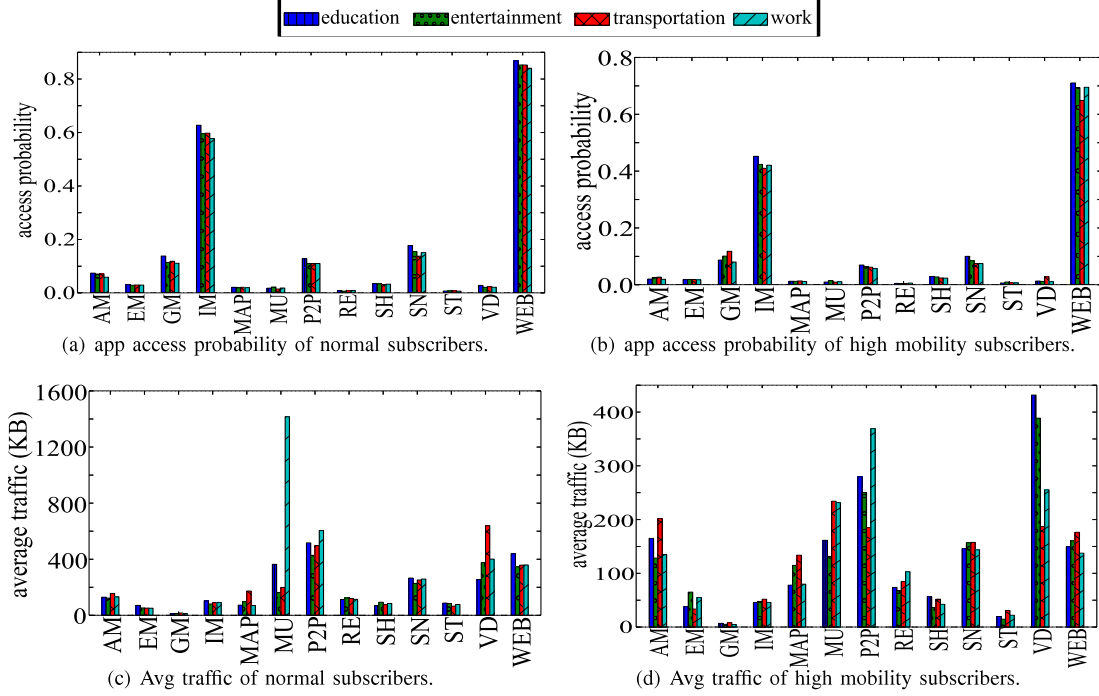 education entertainment transportation work
access probability
0.8
0.6
0.4
0.2
0.0
AM EM GM IM MAP MU P2P RE SH SN ST VD WEB
(a) app access probability of normal subscribers.
access probability
0.8
0.6
0.4
0.2
0.0
AM EM GM IM MAP MU P2P RE SH SN ST VD WEB
(b) app access probability of high mobility subscribers.
average traffic (KB)
1600
1200
800
400
0
AM EM GM IM MAP MU P2P RE SH SN ST VD WEB
(c) Avg traffic of normal subscribers.
average traffic (KB)
400
300
200
100
0
AM EM GM IM MAP MU P2P RE SH SN ST VD WEB
(d) Avg traffic of high mobility subscribers.